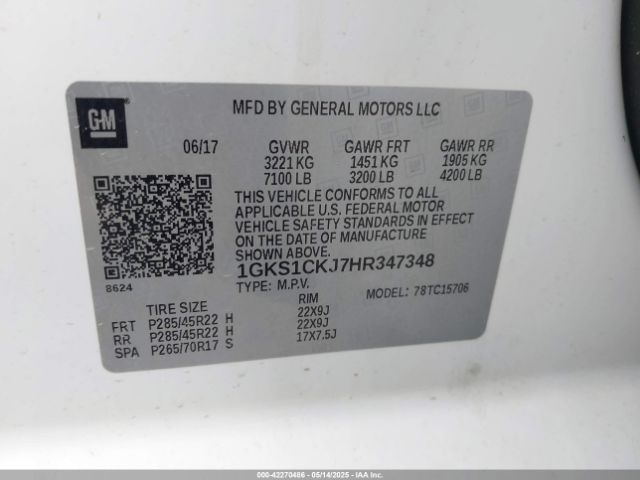 GM
MFD BY GENERAL MOTORS LLC
06/17 GVWR GAWR FRT GAWR RR
3221 KG 1451 KG 1905 KG
7100 LB 3200 LB 4200 LB
THIS VEHICLE CONFORMS TO ALL
APPLICABLE U.S. FEDERAL MOTOR
VEHICLE SAFETY STANDARDS IN EFFECT
ON THE DATE OF MANUFACTURE
SHOWN ABOVE.
1GKS1CKJ7HR347348
8624
TYPE: M.P.V. MODEL: 78TC15706
TIRE SIZE RIM
FRT P285/45R22 H 22X9J
RR P285/45R22 H 22X9J
SPA P265/70R17 S 17X7.5J
000-42270486 - 05/14/2025 - IAAI.COM